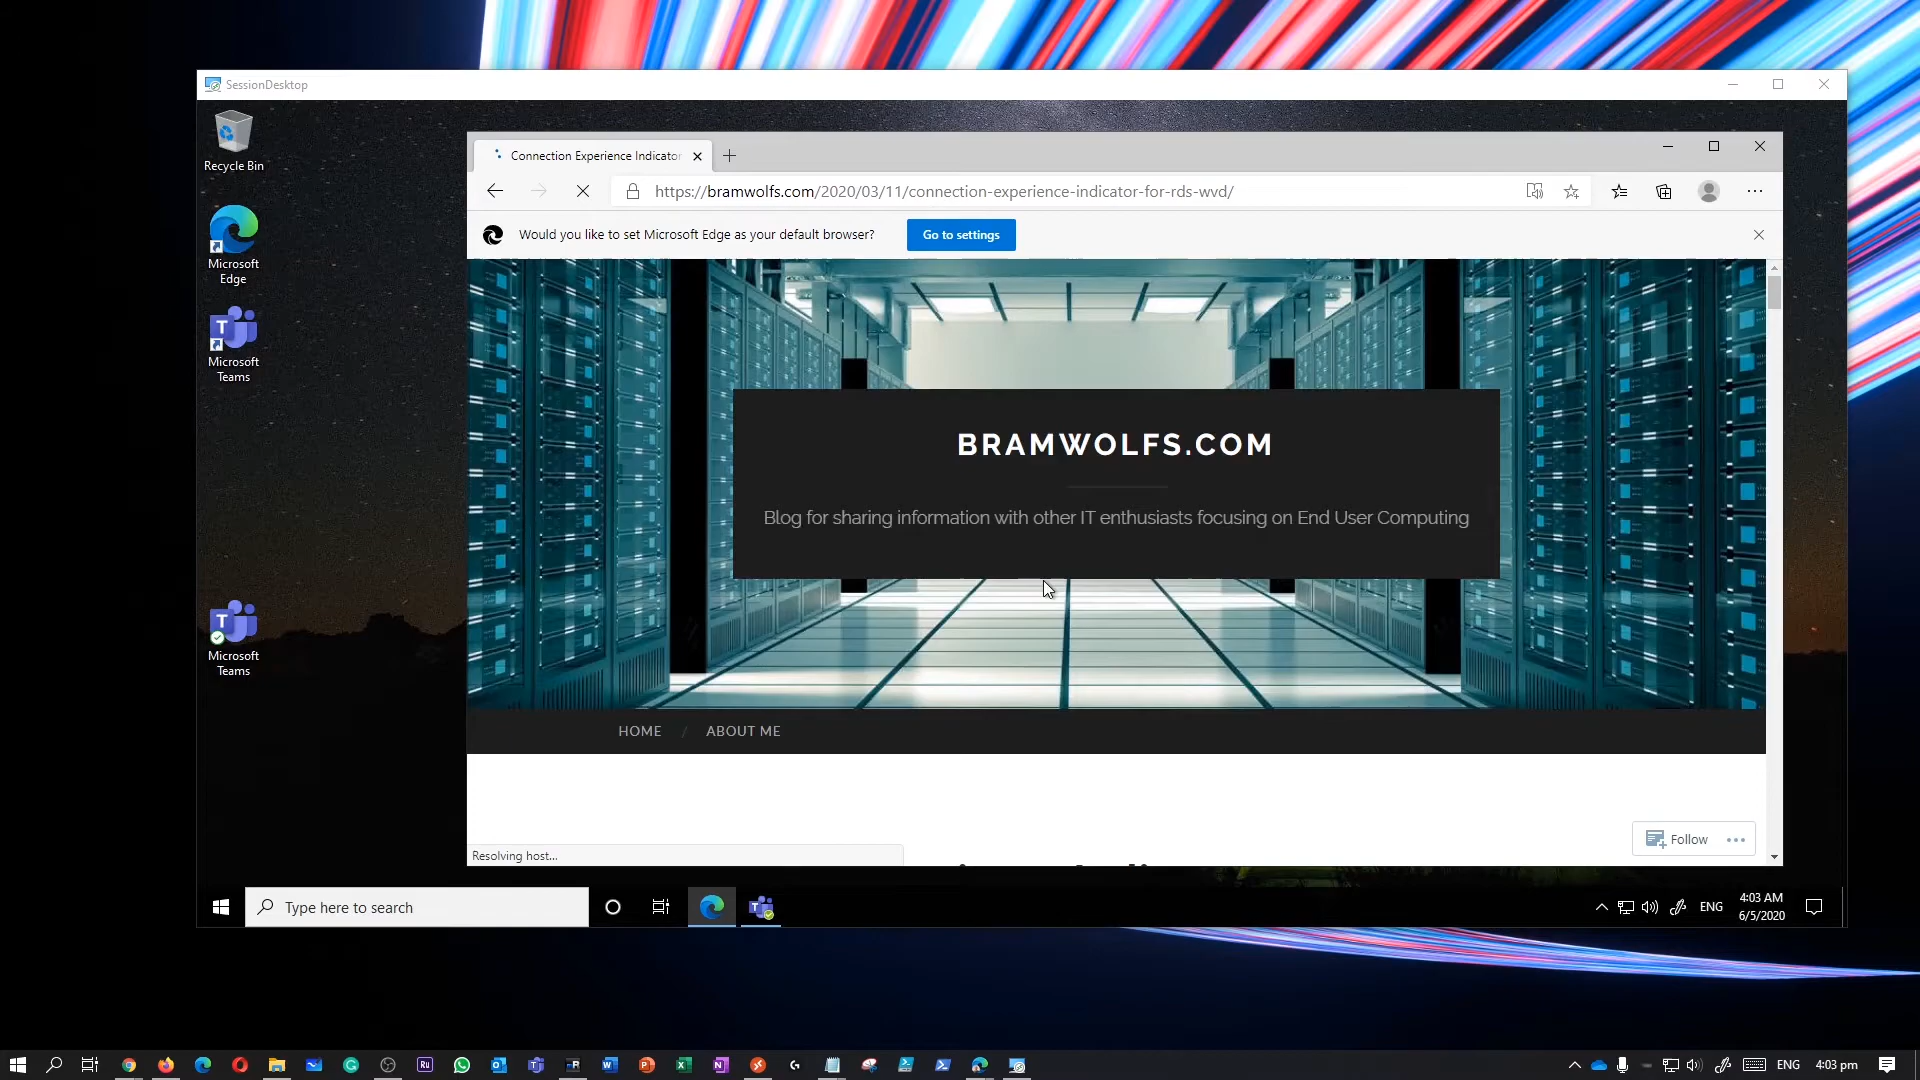 SessionDesktop
Recycle Bin
Microsoft
Edge
Microsoft
Teams
Microsoft
Teams
Connection Experience Indicator
https://bramwolfs.com/2020/03/11/connection-experience-indicator-for-rds-wvd/
Would you like to set Microsoft Edge as your default browser?
Go to settings
BRAMWOLFS.COM
Blog for sharing information with other IT enthusiasts focusing on End User Computing
HOME / ABOUT ME
Follow
Resolving host...
Type here to search
ENG
4:03 AM
6/5/2020
ENG
4:03 pm